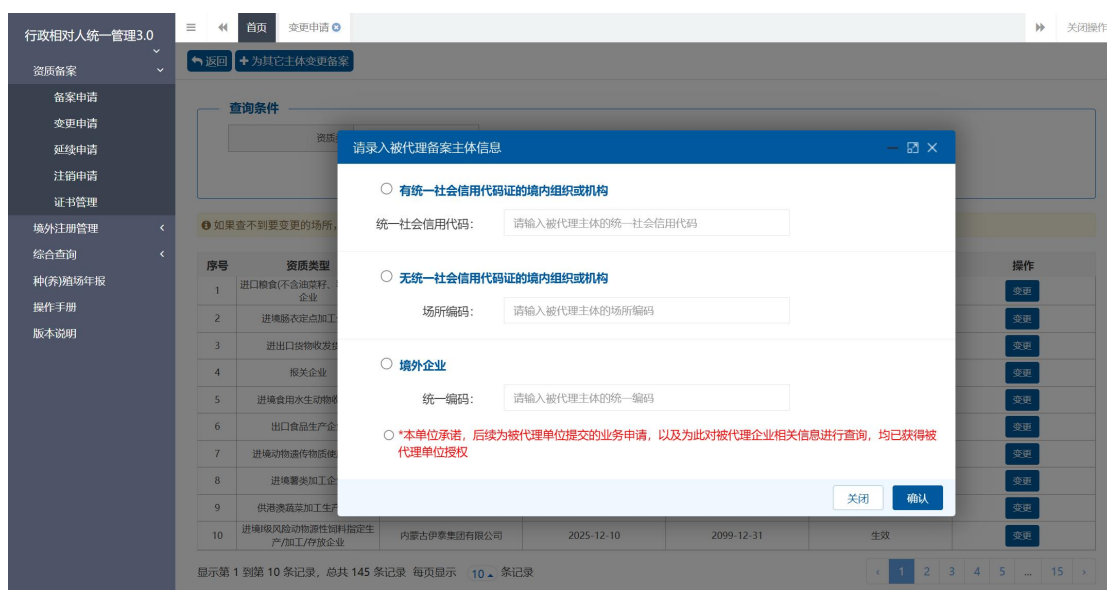 行政相对人统一管理3.0
首页
变更申请
关闭操作
返回
为其它主体变更备案
资质备案
备案申请
变更申请
延续申请
注销申请
证书管理
境外注册管理
综合查询
种(养)殖场年报
操作手册
版本说明
查询条件
请录入被代理备案主体信息
有统一社会信用代码证的境内组织或机构
统一社会信用代码： 请输入被代理主体的统一社会信用代码
无统一社会信用代码证的境内组织或机构
场所编码： 请输入被代理主体的场所编码
境外企业
统一编码： 请输入被代理主体的统一编码
*本单位承诺，后续为被代理单位提交的业务申请，以及为此对被代理企业相关信息进行查询，均已获得被
代理单位授权
关闭 确认
如果查不到要变更的场所，
序号 资质类型 操作
1 进口粮食(不含油菜籽、
企业 变更
2 进境肠衣定点加工 变更
3 进出口货物收发 变更
4 报关企业 变更
5 进境食用水生动物 变更
6 出口食品生产企 变更
7 进境动物遗传物质使 变更
8 进境薯类加工企 变更
9 供港澳蔬菜加工生产 变更
10 进境I级风险动物源性饲料指定生
产/加工/存放企业 内蒙古伊泰集团有限公司 2025-12-10 2099-12-31 生效 变更
显示第 1 到第 10 条记录，总共 145 条记录 每页显示 10 条记录
‹ 1 2 3 4 5 ... 15 ›